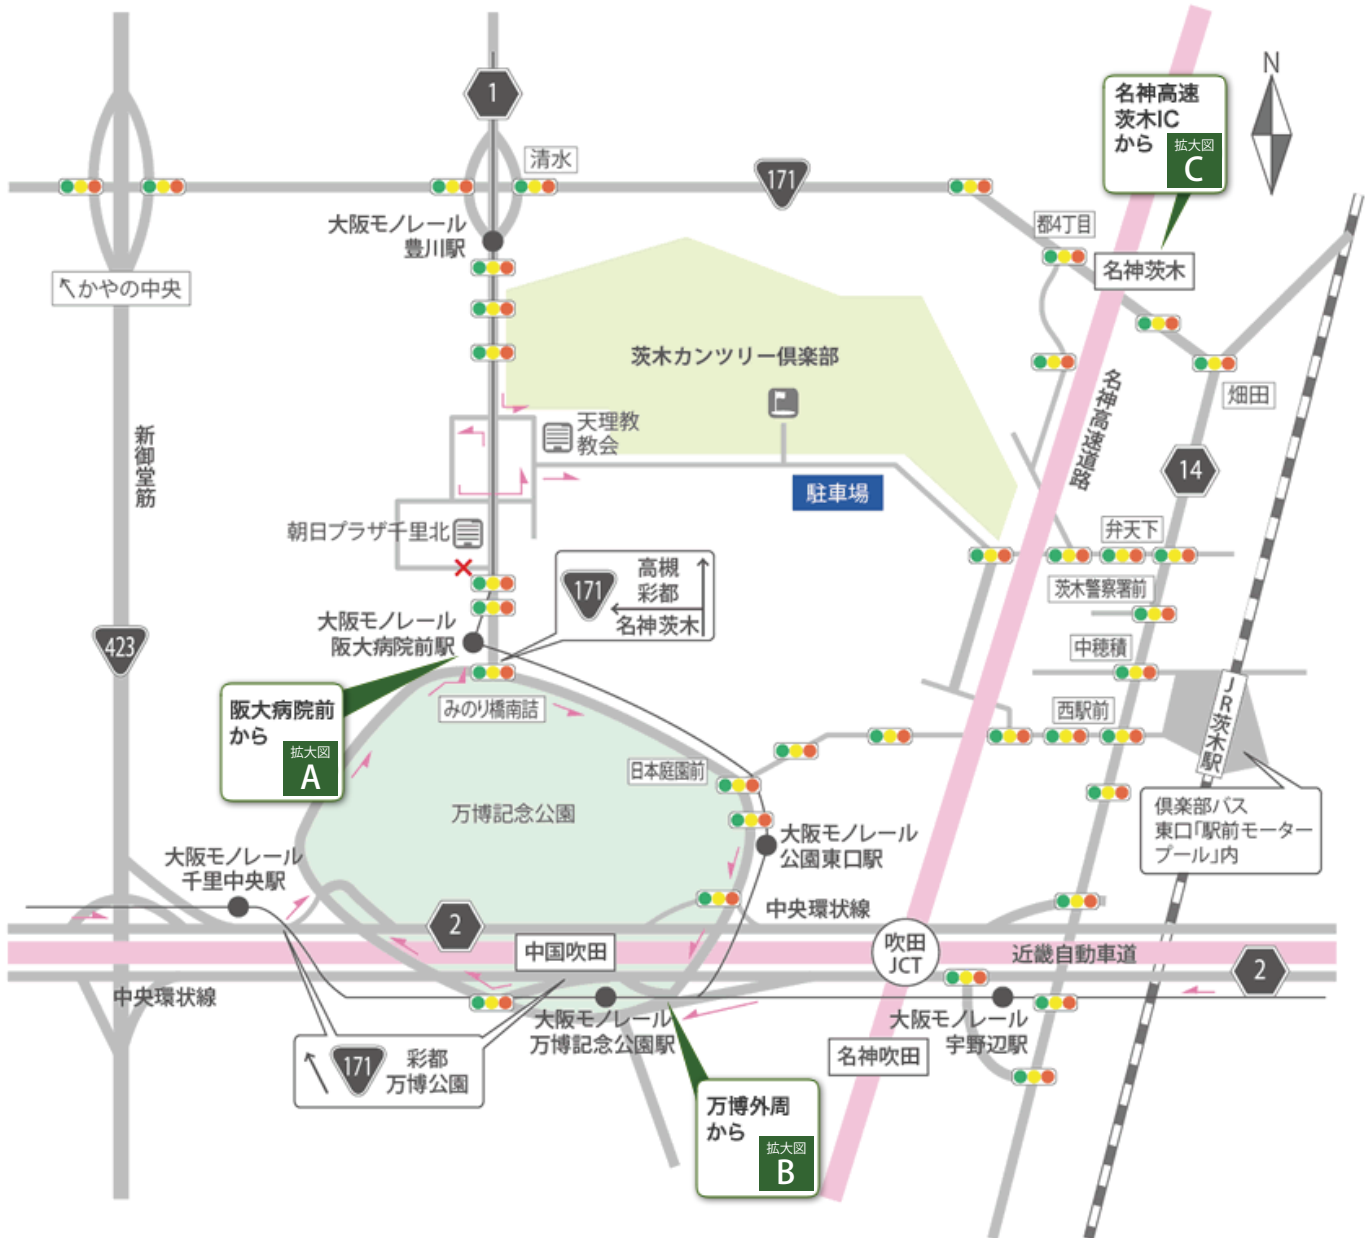 N
1
名神高速
茨木IC
から
拡大図
C
清水
171
大阪モノレール
豊川駅
都4丁目
名神茨木
↖かやの中央
茨木カンツリー倶楽部
名神高速道路
畑田
新御堂筋
天理教
教会
14
駐車場
朝日プラザ千里北
弁天下
171
高槻
彩都
名神茨木
茨木警察署前
423
大阪モノレール
阪大病院前駅
中穂積
JR茨木駅
阪大病院前
から
拡大図
A
みのり橋南詰
西駅前
日本庭園前
万博記念公園
倶楽部バス
東口「駅前モーター
プール」内
大阪モノレール
公園東口駅
大阪モノレール
千里中央駅
中央環状線
2
中国吹田
吹田
JCT
近畿自動車道
2
中央環状線
大阪モノレール
万博記念公園駅
大阪モノレール
宇野辺駅
171
彩都
万博公園
名神吹田
万博外周
から
拡大図
B